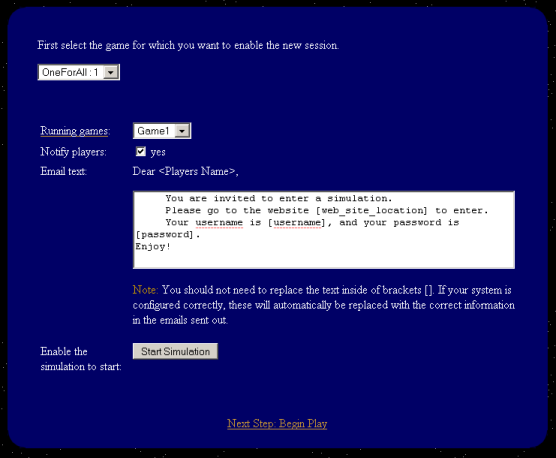 First select the game for which you want to enable the new session.
OneForAll : 1
Running games: Game1
Notify players: yes
Email text: Dear <Players Name>,
You are invited to enter a simulation.
Please go to the website [web_site_location] to enter.
Your username is [username], and your password is
[password].
Enjoy!
Note: You should not need to replace the text inside of brackets []. If your system is
configured correctly, these will automatically be replaced with the correct information
in the emails sent out.
Enable the
simulation to start:
Start Simulation
Next Step: Begin Play